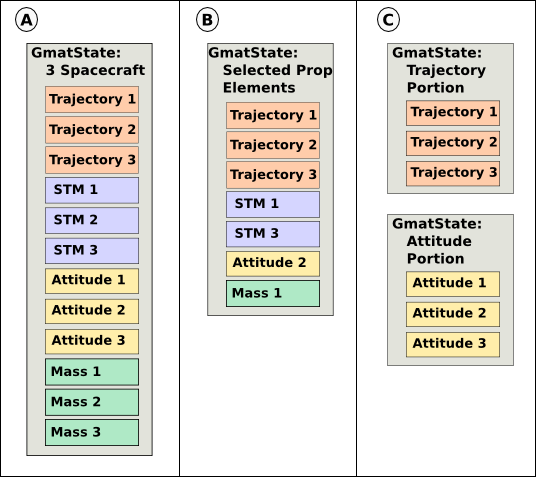 A
GmatState:
3 Spacecraft
Trajectory 1
Trajectory 2
Trajectory 3
STM 1
STM 2
STM 3
Attitude 1
Attitude 2
Attitude 3
Mass 1
Mass 2
Mass 3
B
GmatState:
Selected Prop
Elements
Trajectory 1
Trajectory 2
Trajectory 3
STM 1
STM 3
Attitude 2
Mass 1
C
GmatState:
Trajectory
Portion
Trajectory 1
Trajectory 2
Trajectory 3
GmatState:
Attitude
Portion
Attitude 1
Attitude 2
Attitude 3